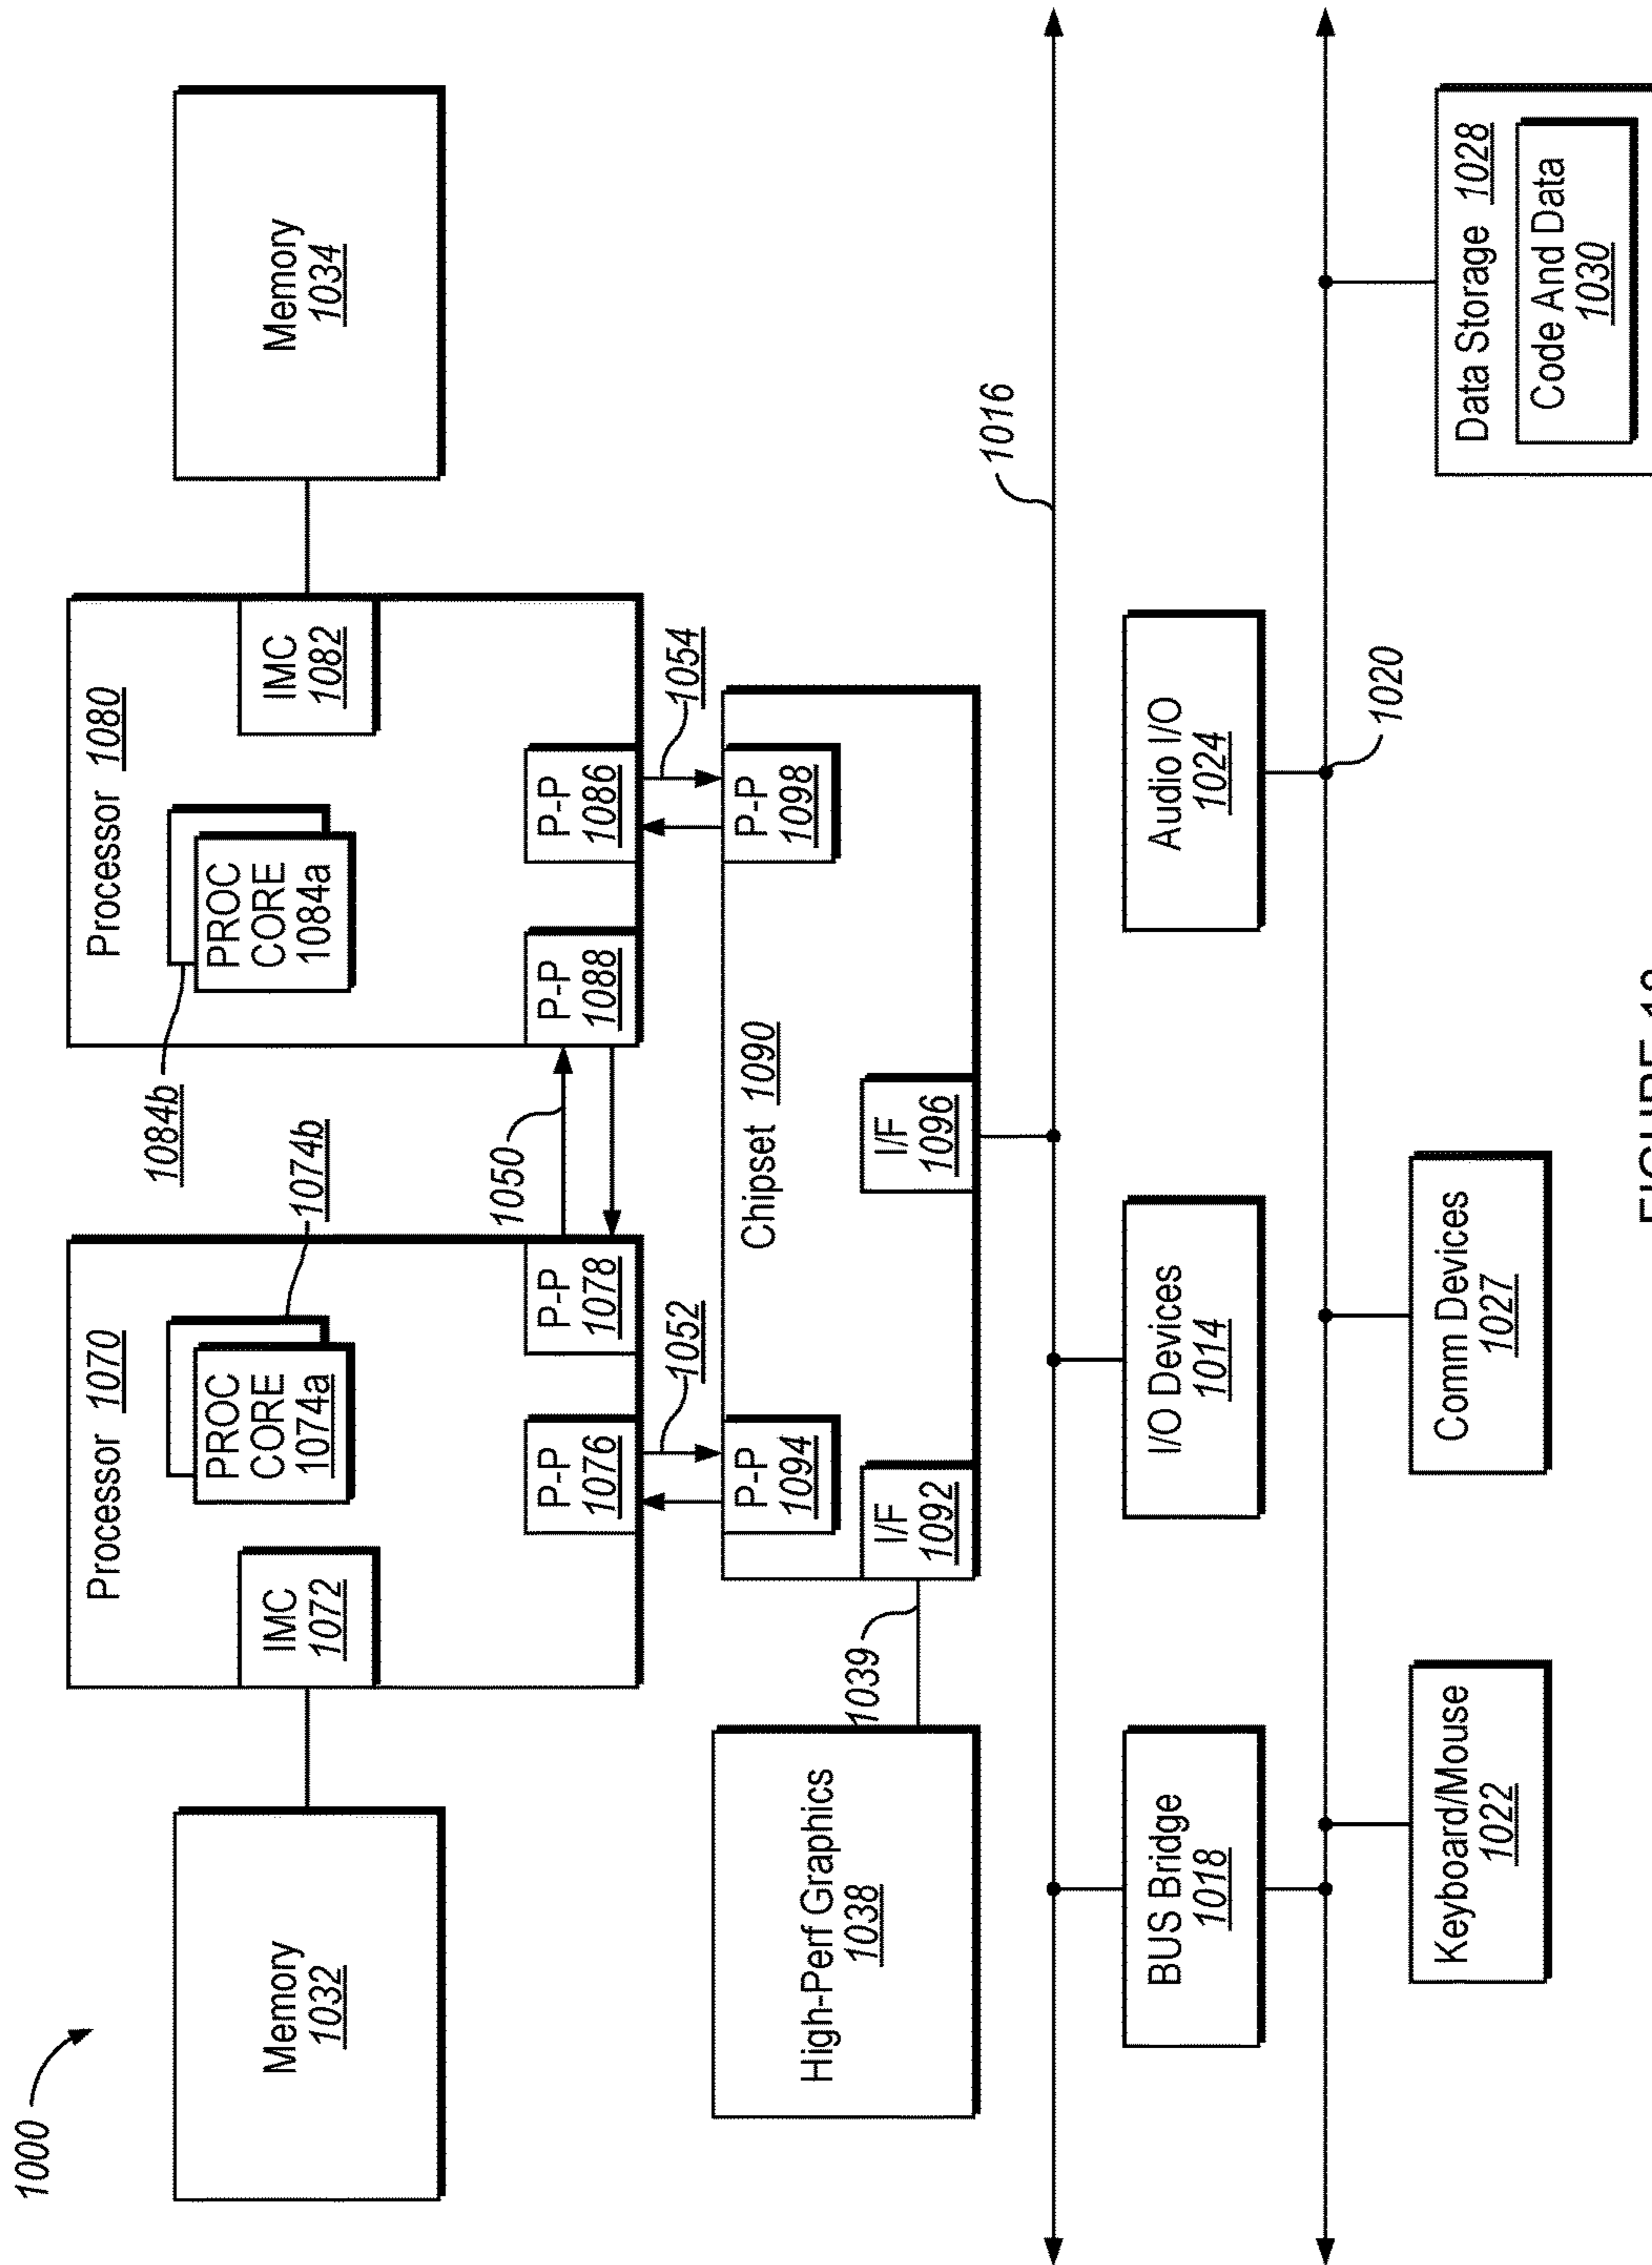 1000
Processor 1070
Processor 1080
1084b
1074b
Memory
1032
IMC
1072
PROC
CORE
1074a
PROC
CORE
1084a
IMC
1082
Memory
1034
1050
P-P
1076
P-P
1078
P-P
1088
P-P
1086
1052
1054
High-Perf Graphics
1038
1039
P-P
1094
Chipset 1090
P-P
1098
I/F
1092
I/F
1096
1016
BUS Bridge
1018
I/O Devices
1014
Audio I/O
1024
1020
Keyboard/Mouse
1022
Comm Devices
1027
Data Storage 1028
Code And Data
1030
FIGURE 10